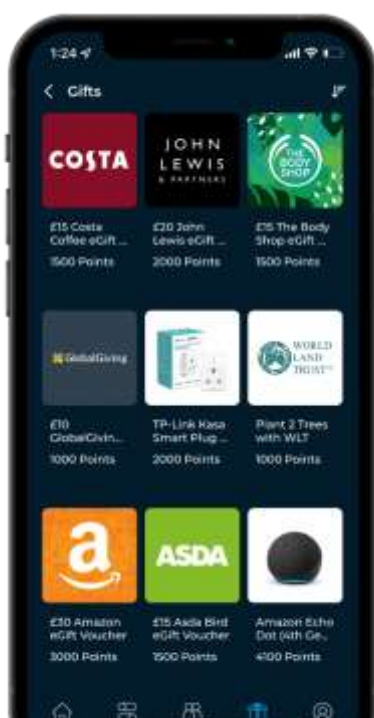 1:24
Gifts
COSTA
JOHN
LEWIS
& PARTNERS
THE
BODY
SHOP
£15 Costa
Coffee eGift ...
1500 Points
£20 John
Lewis eGift ...
2000 Points
£15 The Body
Shop eGift ...
1500 Points
GlobalGiving
WORLD
LAND
TRUST
£10
GlobalGivin...
1000 Points
TP-Link Kasa
Smart Plug ...
2000 Points
Plant 2 Trees
with WLT
1000 Points
a
ASDA
£30 Amazon
eGift Voucher
3000 Points
£15 Asda Bird
eGift Voucher
1500 Points
Amazon Echo
Dot (4th Ge...
4100 Points